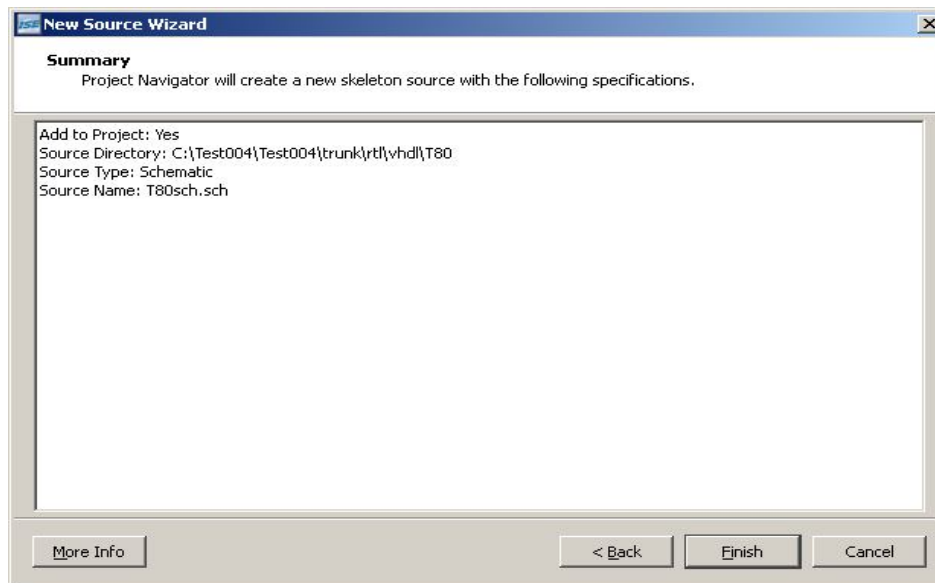 ISE New Source Wizard
Summary
Project Navigator will create a new skeleton source with the following specifications.
Add to Project: Yes
Source Directory: C:\Test004\Test004\trunk\rtl\vhdl\T80
Source Type: Schematic
Source Name: T80sch.sch
More Info
< Back
Finish
Cancel